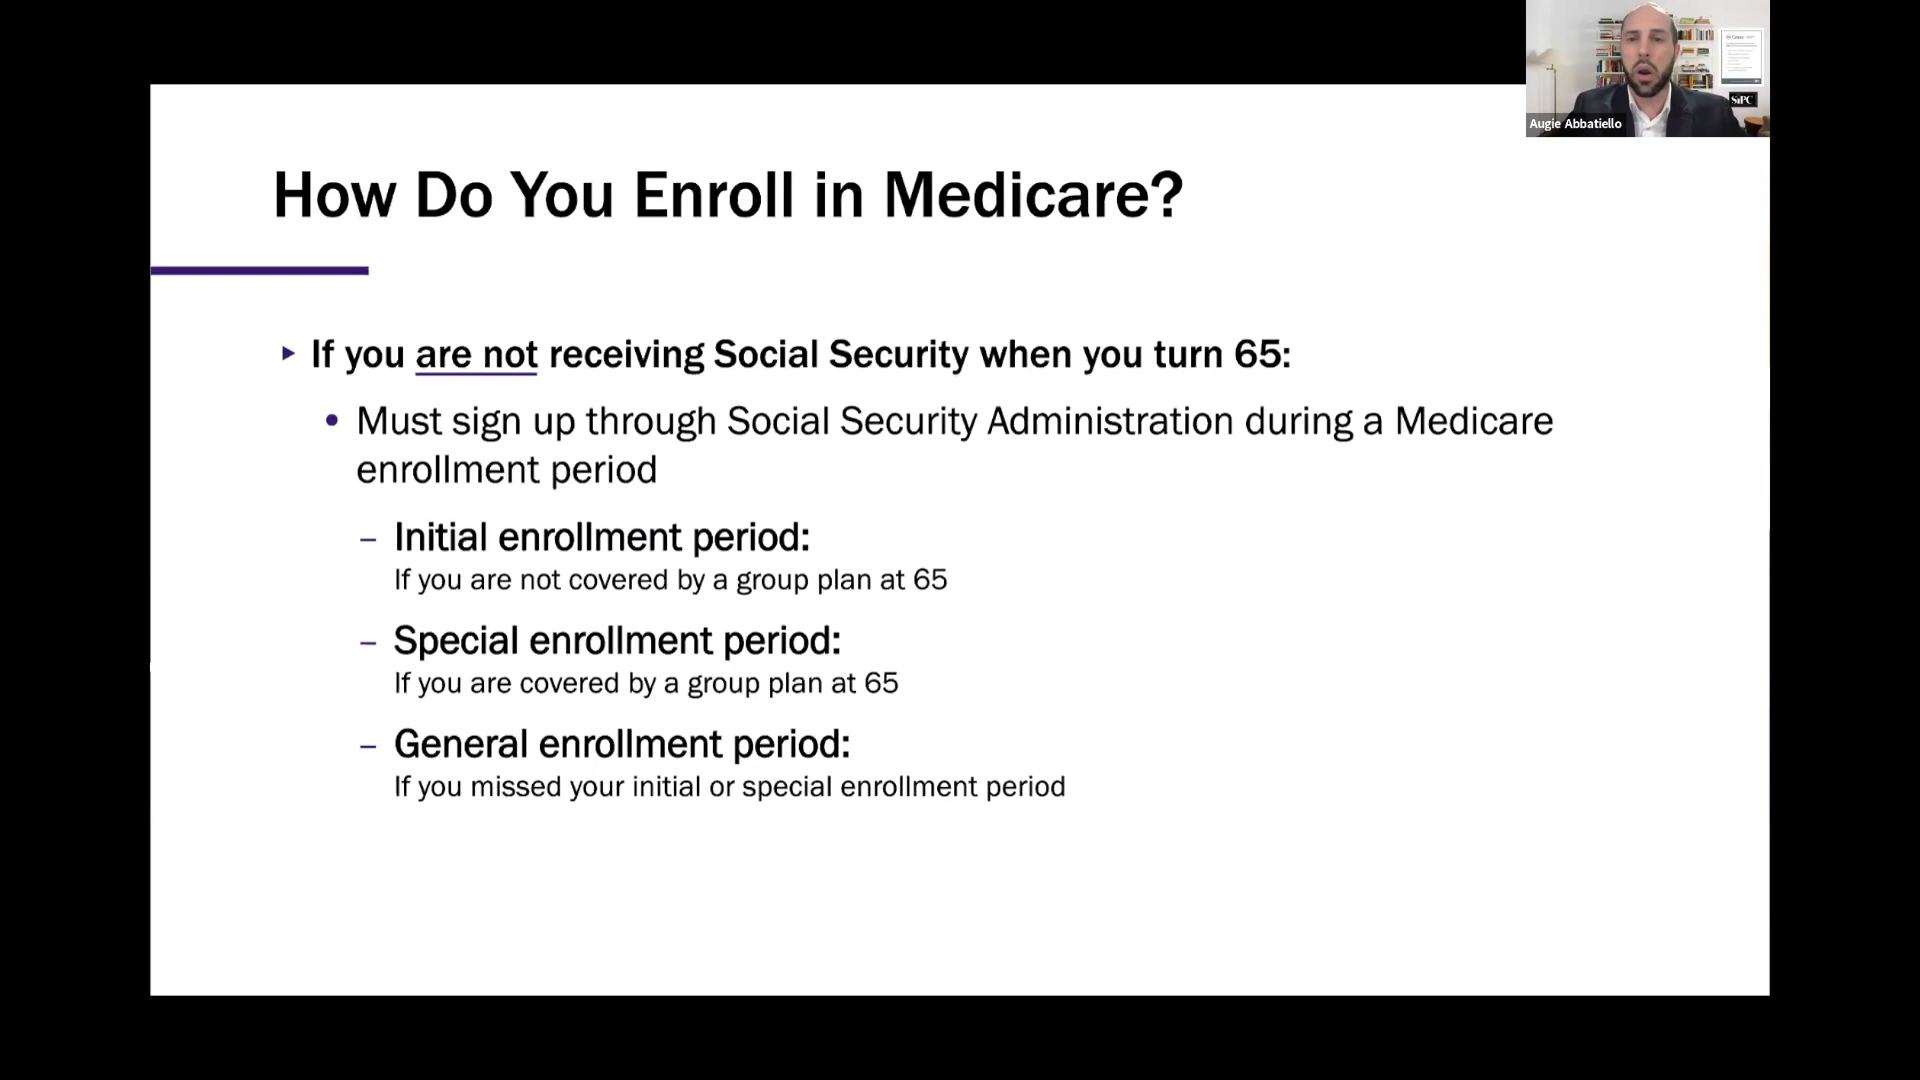 How Do You Enroll in Medicare?
▸ If you are not receiving Social Security when you turn 65:
• Must sign up through Social Security Administration during a Medicare
enrollment period
– Initial enrollment period:
If you are not covered by a group plan at 65
– Special enrollment period:
If you are covered by a group plan at 65
– General enrollment period:
If you missed your initial or special enrollment period
SiPC
Augie Abbatiello